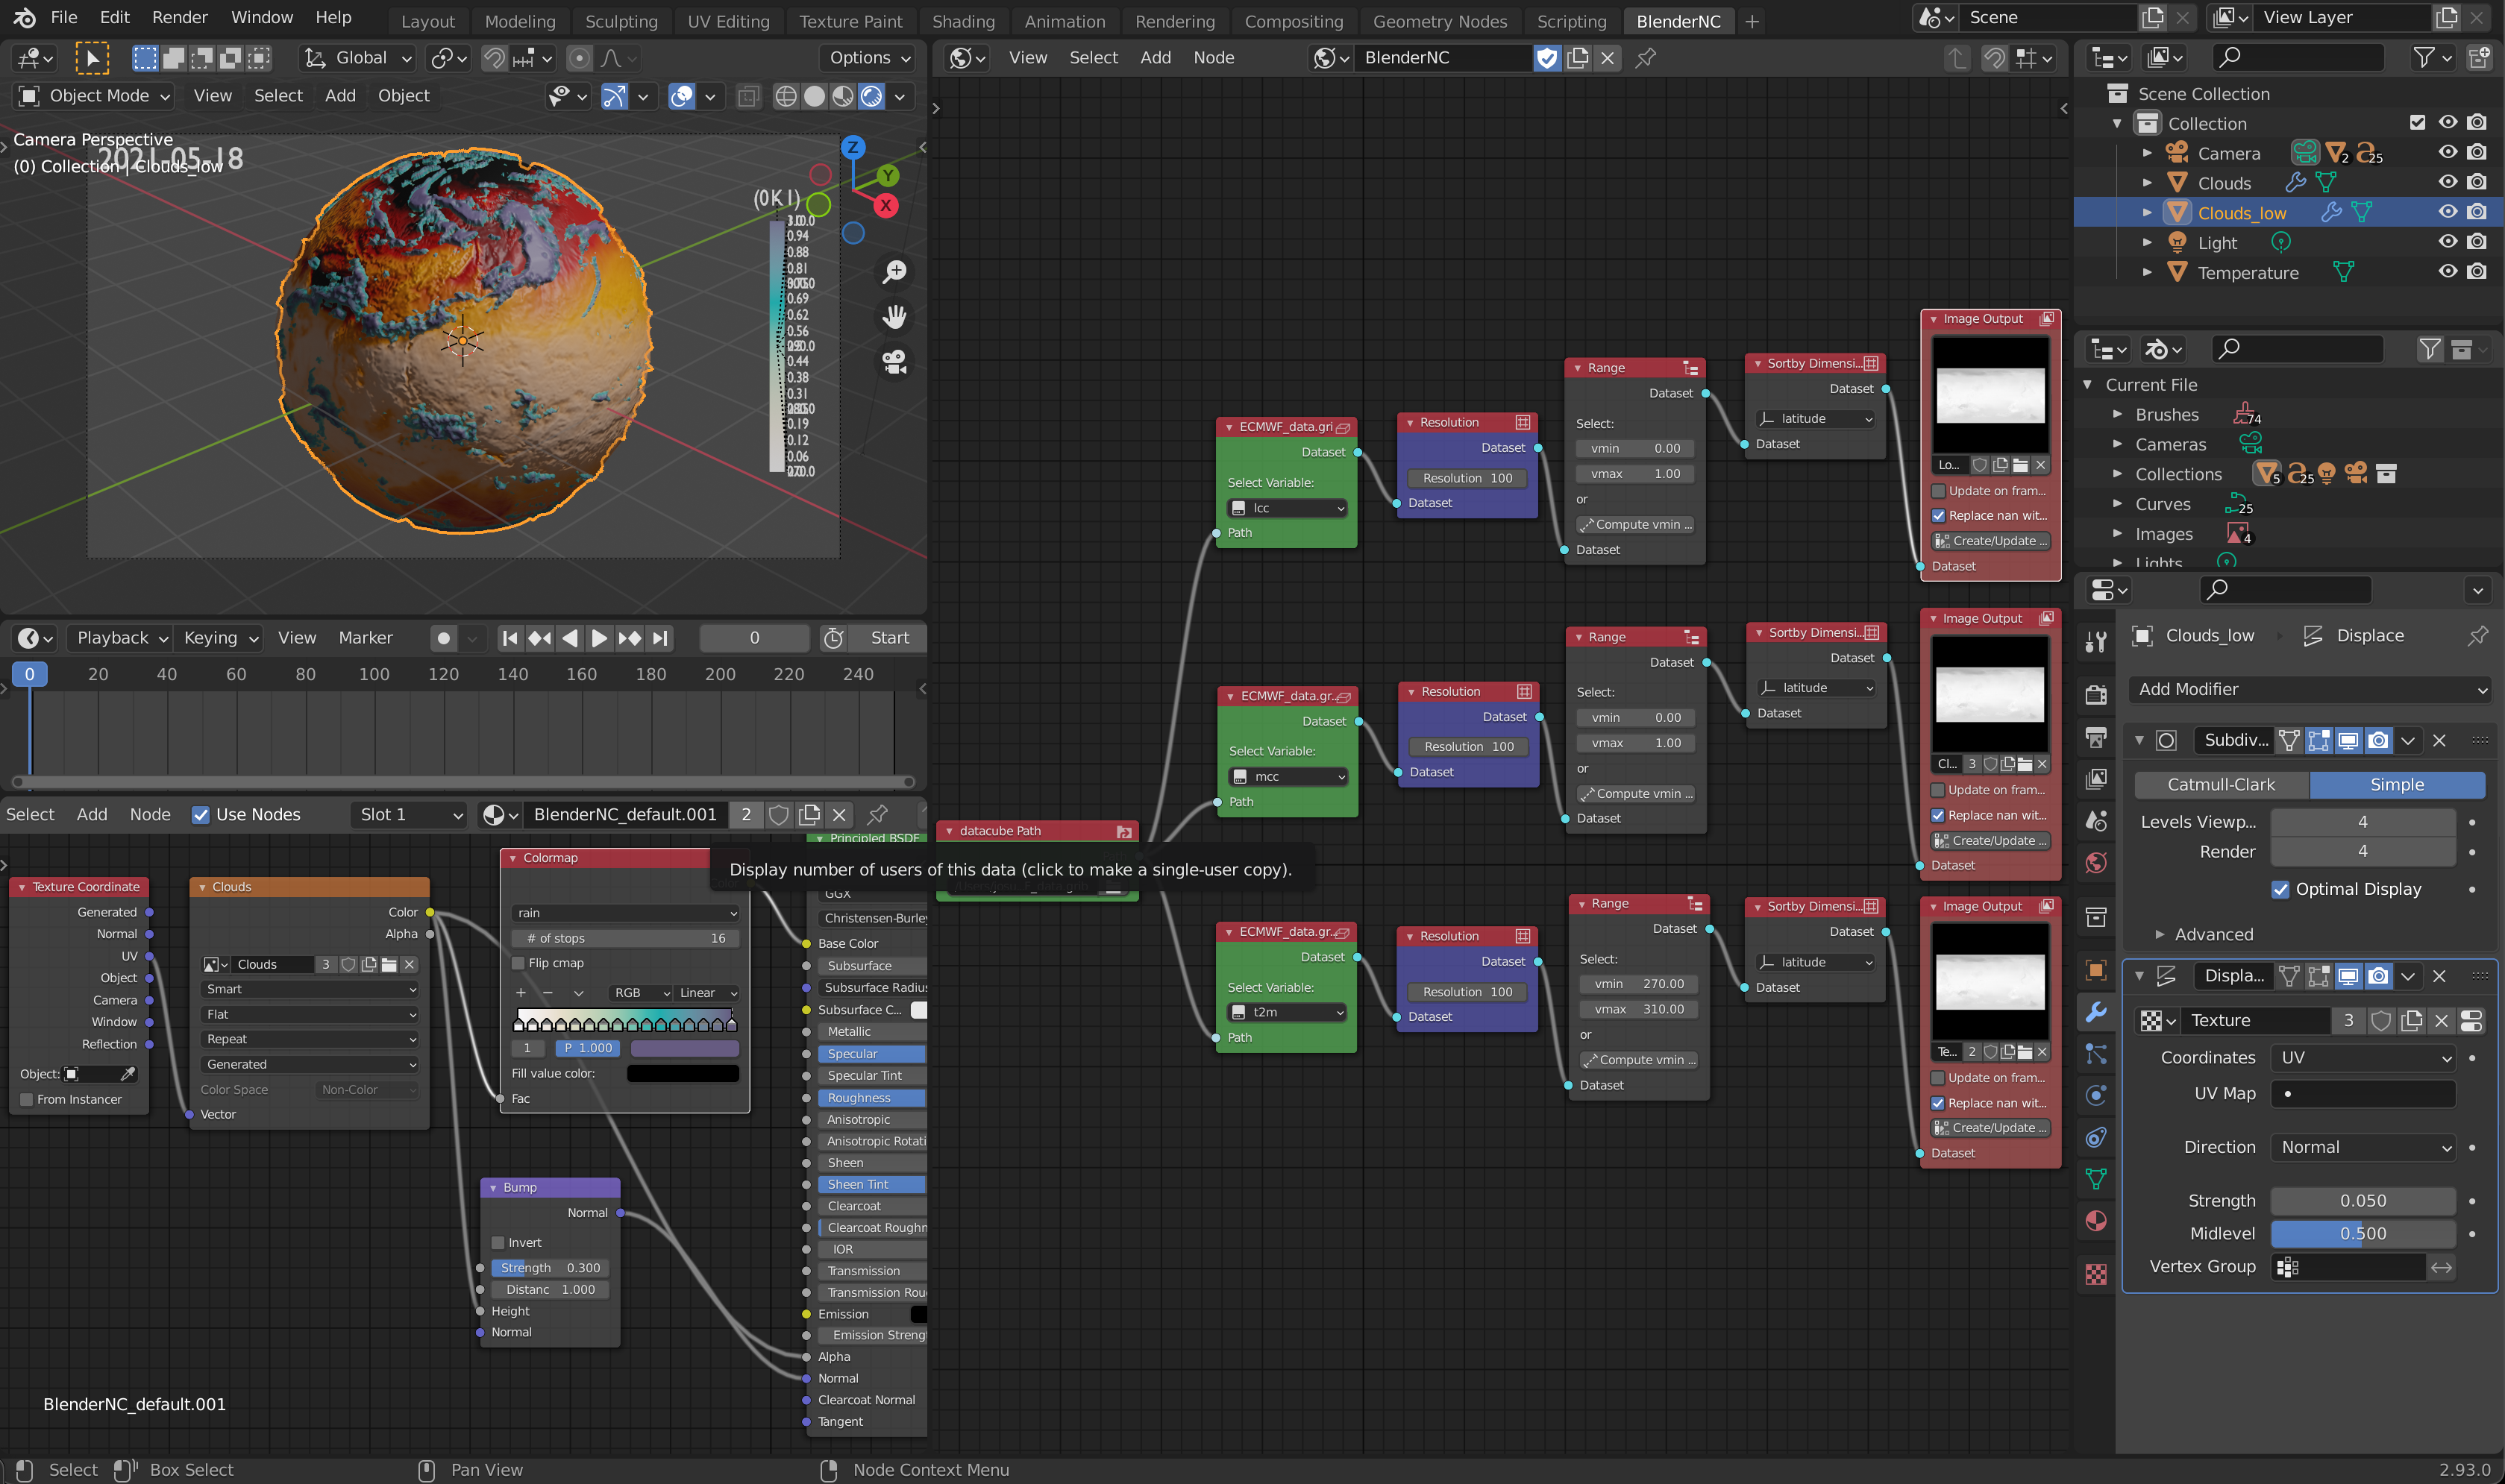 File Edit Render Window Help Layout Modeling Sculpting UV Editing Texture Paint Shading Animation Rendering Compositing Geometry Nodes Scripting BlenderNC Scene View Layer
Global Options
Object Mode View Select Add Object
Camera Perspective
(0) Collection | Clouds_low
2021-05-18
Z
Y
X
0.94
0.88
0.81
0.69
0.62
0.56
0.44
0.38
0.31
0.19
0.12
0.06
Playback Keying View Marker 0 Start
0 20 40 60 80 100 120 140 160 180 200 220 240
Select Add Node Use Nodes Slot 1 BlenderNC_default.001 2
Texture Coordinate
Generated
Normal
UV
Object
Camera
Window
Reflection
Object:
From Instancer
Clouds
Color
Alpha
Clouds 3
Smart
Flat
Repeat
Generated
Color Space Non-Color
Vector
Colormap
rain
# of stops 16
Flip cmap
RGB Linear
1 P 1.000
Fill value color:
Fac
Bump
Normal
Invert
Strength 0.300
Distanc 1.000
Height
Normal
Principled BSDF
GGX
Christensen-Burley
Base Color
Subsurface
Subsurface Radius
Subsurface C...
Metallic
Specular
Specular Tint
Roughness
Anisotropic
Anisotropic Rotati
Sheen
Sheen Tint
Clearcoat
Clearcoat Roughn
IOR
Transmission
Transmission Rou
Emission
Emission Strengt
Alpha
Normal
Clearcoat Normal
Tangent
BlenderNC_default.001
View Select Add Node BlenderNC
datacube Path
Display number of users of this data (click to make a single-user copy).
ECMWF_data.gri
Dataset
Select Variable:
lcc
Path
Resolution
Dataset
Resolution 100
Dataset
Range
Dataset
Select:
vmin 0.00
vmax 1.00
or
Compute vmin ...
Dataset
Sortby Dimensi...
Dataset
latitude
Dataset
Image Output
Lo...
Update on fram...
Replace nan wit...
Create/Update ...
Dataset
ECMWF_data.gr...
Dataset
Select Variable:
mcc
Path
Resolution
Dataset
Resolution 100
Dataset
Range
Dataset
Select:
vmin 0.00
vmax 1.00
or
Compute vmin ...
Dataset
Sortby Dimensi...
Dataset
latitude
Dataset
Image Output
Cl... 3
Update on fram...
Replace nan wit...
Create/Update ...
Dataset
ECMWF_data.gr...
Dataset
Select Variable:
t2m
Path
Resolution
Dataset
Resolution 100
Dataset
Range
Dataset
Select:
vmin 270.00
vmax 310.00
or
Compute vmin ...
Dataset
Sortby Dimensi...
Dataset
latitude
Dataset
Image Output
Te... 2
Update on fram...
Replace nan wit...
Create/Update ...
Dataset
Scene Collection
Collection
Camera 2 25
Clouds
Clouds_low
Light
Temperature
Current File
Brushes 74
Cameras
Collections 5 25
Curves 25
Images 4
Lights
Clouds_low Displace
Add Modifier
Subdiv...
Catmull-Clark Simple
Levels Viewp... 4
Render 4
Optimal Display
Advanced
Displa...
Texture 3
Coordinates UV
UV Map
Direction Normal
Strength 0.050
Midlevel 0.500
Vertex Group
Select Box Select Pan View Node Context Menu 2.93.0